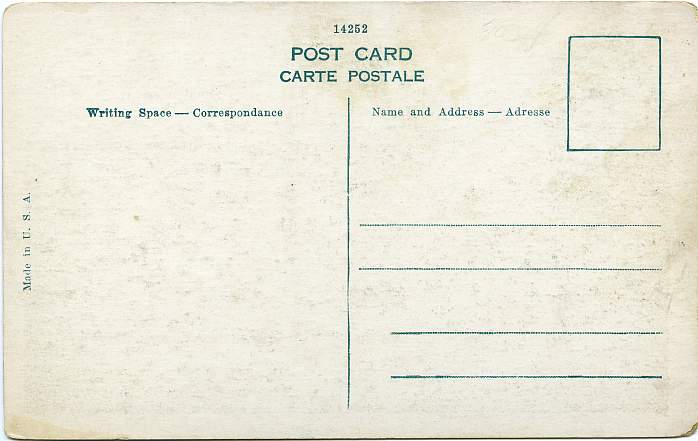 14252
POST CARD
CARTE POSTALE
Writing Space — Correspondance
Name and Address — Adresse
Made in U. S. A.